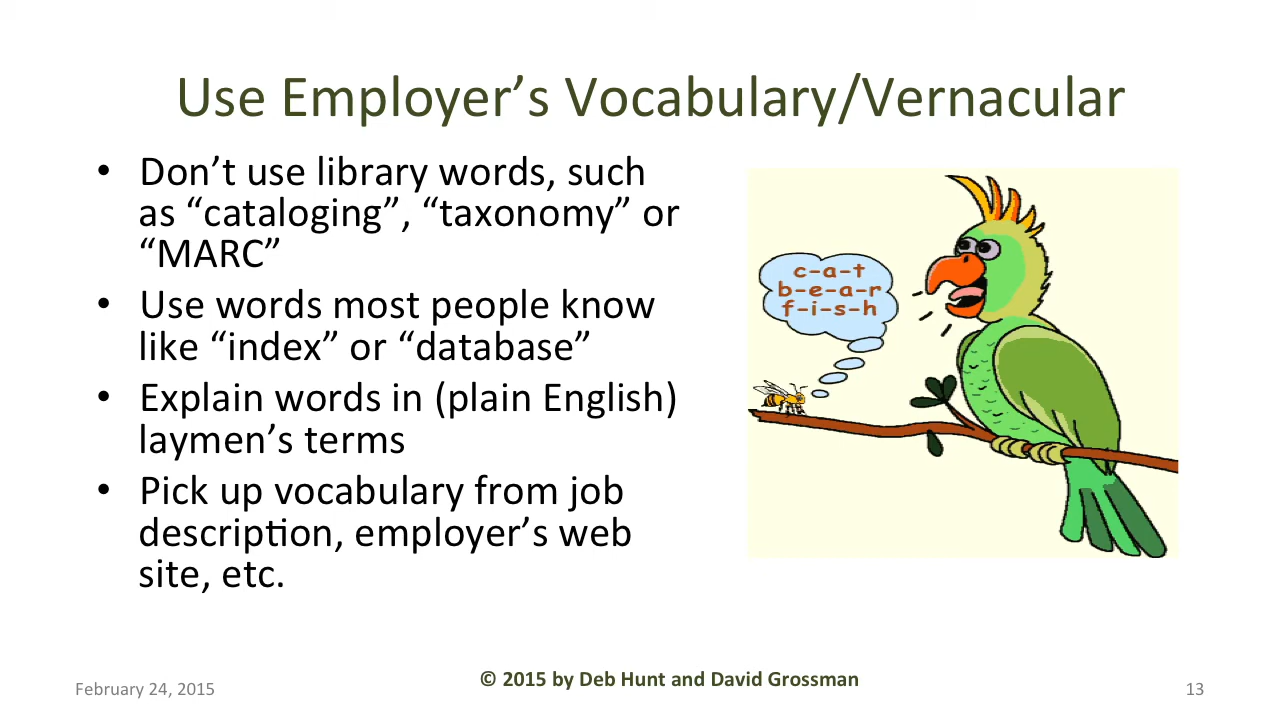 Use Employer’s Vocabulary/Vernacular
• Don’t use library words, such
as “cataloging”, “taxonomy” or
“MARC”
• Use words most people know
like “index” or “database”
• Explain words in (plain English)
laymen’s terms
• Pick up vocabulary from job
description, employer’s web
site, etc.
c-a-t
b-e-a-r
f-i-s-h
February 24, 2015
© 2015 by Deb Hunt and David Grossman
13